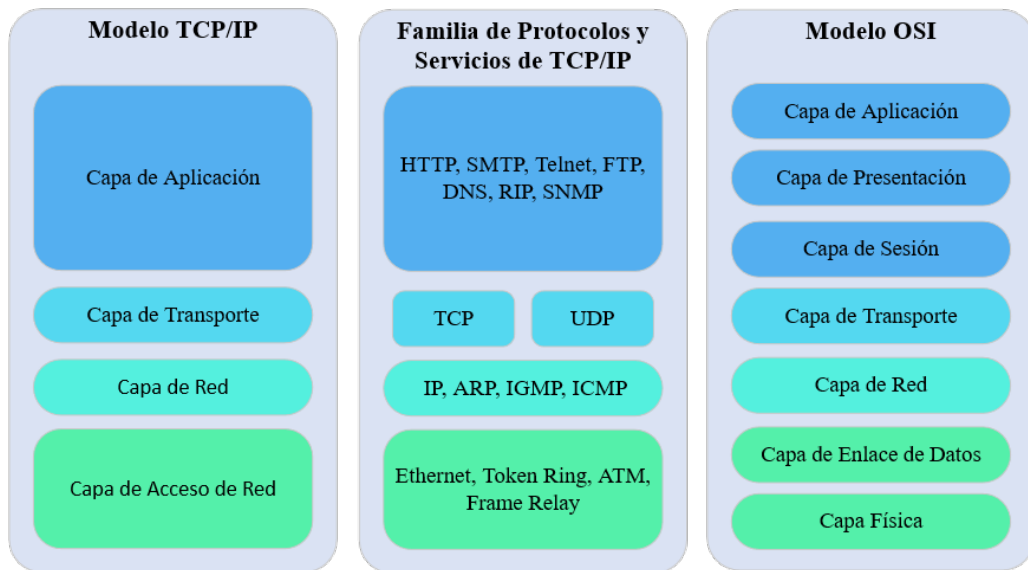 Modelo TCP/IP
Capa de Aplicación
Capa de Transporte
Capa de Red
Capa de Acceso de Red
Familia de Protocolos y
Servicios de TCP/IP
HTTP, SMTP, Telnet, FTP,
DNS, RIP, SNMP
TCP
UDP
IP, ARP, IGMP, ICMP
Ethernet, Token Ring, ATM,
Frame Relay
Modelo OSI
Capa de Aplicación
Capa de Presentación
Capa de Sesión
Capa de Transporte
Capa de Red
Capa de Enlace de Datos
Capa Física